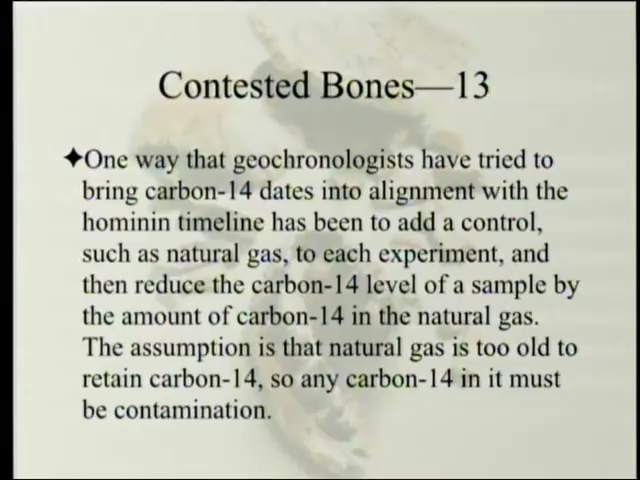 Contested Bones—13
✦One way that geochronologists have tried to
bring carbon-14 dates into alignment with the
hominin timeline has been to add a control,
such as natural gas, to each experiment, and
then reduce the carbon-14 level of a sample by
the amount of carbon-14 in the natural gas.
The assumption is that natural gas is too old to
retain carbon-14, so any carbon-14 in it must
be contamination.